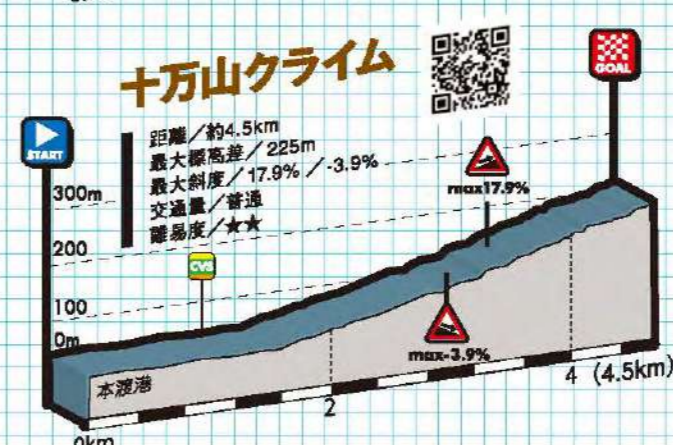 十万山クライム
距離／約4.5km
最大標高差／225m
最大斜度／17.9% ／-3.9%
交通量／普通
難易度／★★
START
GOAL
300m
200
100
0m
CVS
max17.9%
max-3.9%
本渡港
0km
2
4 (4.5km)